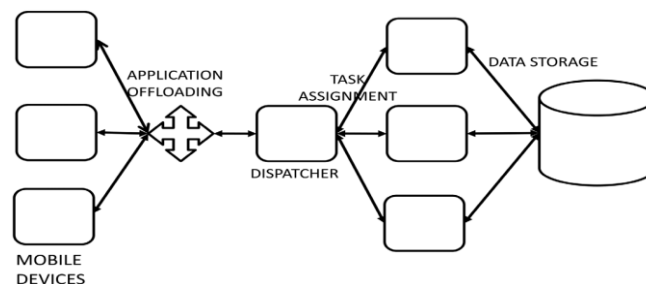 APPLICATION
OFFLOADING
TASK
ASSIGNMENT
DATA STORAGE
DISPATCHER
MOBILE
DEVICES